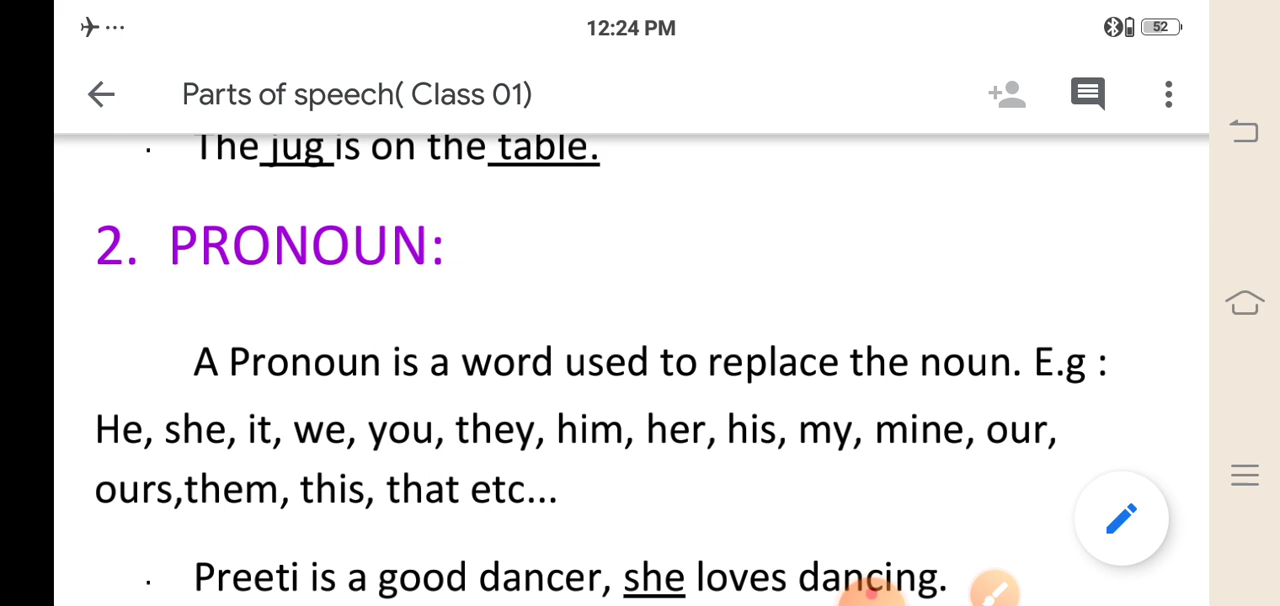 12:24 PM
52
Parts of speech( Class 01)
The jug is on the table.
2. PRONOUN:
A Pronoun is a word used to replace the noun. E.g :
He, she, it, we, you, they, him, her, his, my, mine, our,
ours,them, this, that etc...
Preeti is a good dancer, she loves dancing.